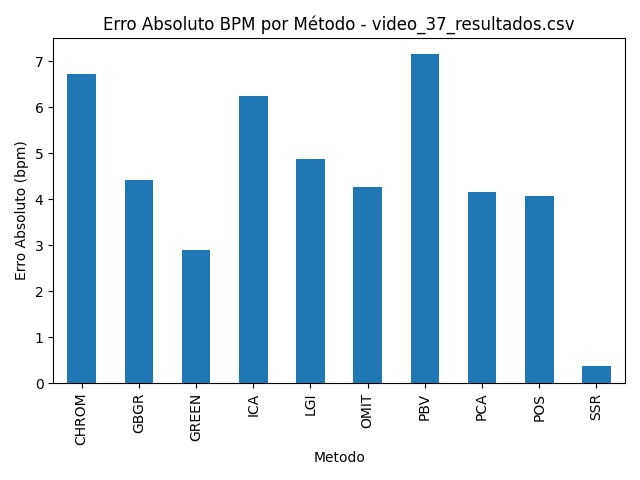 Erro Absoluto BPM por Método - video_37_resultados.csv
Erro Absoluto (bpm)
7
6
5
4
3
2
1
0
CHROM
GBGR
GREEN
ICA
LGI
OMIT
PBV
PCA
POS
SSR
Metodo